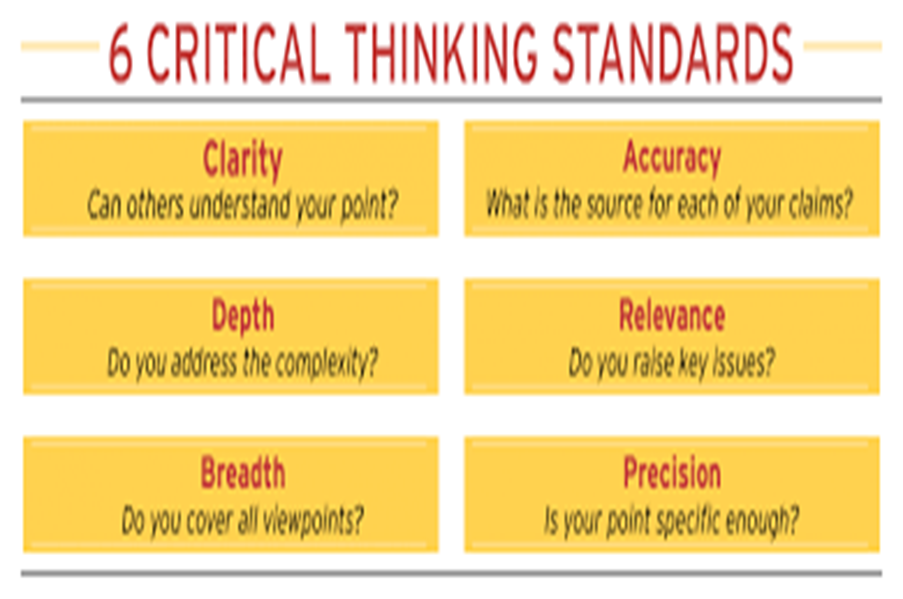 6 CRITICAL THINKING STANDARDS
Clarity
Can others understand your point?
Accuracy
What is the source for each of your claims?
Depth
Do you address the complexity?
Relevance
Do you raise key issues?
Breadth
Do you cover all viewpoints?
Precision
Is your point specific enough?